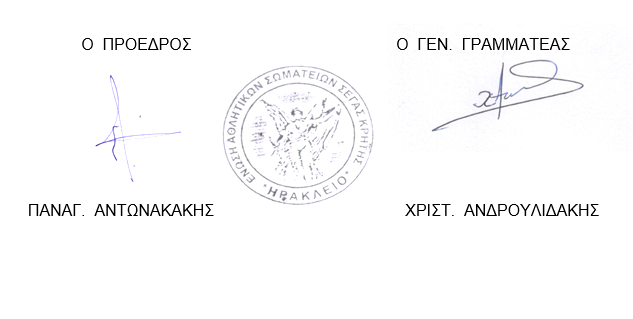 Ο ΠΡΟΕΔΡΟΣ
Ο ΓΕΝ. ΓΡΑΜΜΑΤΕΑΣ
ΕΝΩΣΗ ΑΘΛΗΤΙΚΩΝ ΣΩΜΑΤΕΙΩΝ ΣΕΓΑΣ ΚΡΗΤΗΣ
* ΗΡΑΚΛΕΙΟ *
ΠΑΝΑΓ. ΑΝΤΩΝΑΚΑΚΗΣ
ΧΡΙΣΤ. ΑΝΔΡΟΥΛΙΔΑΚΗΣ